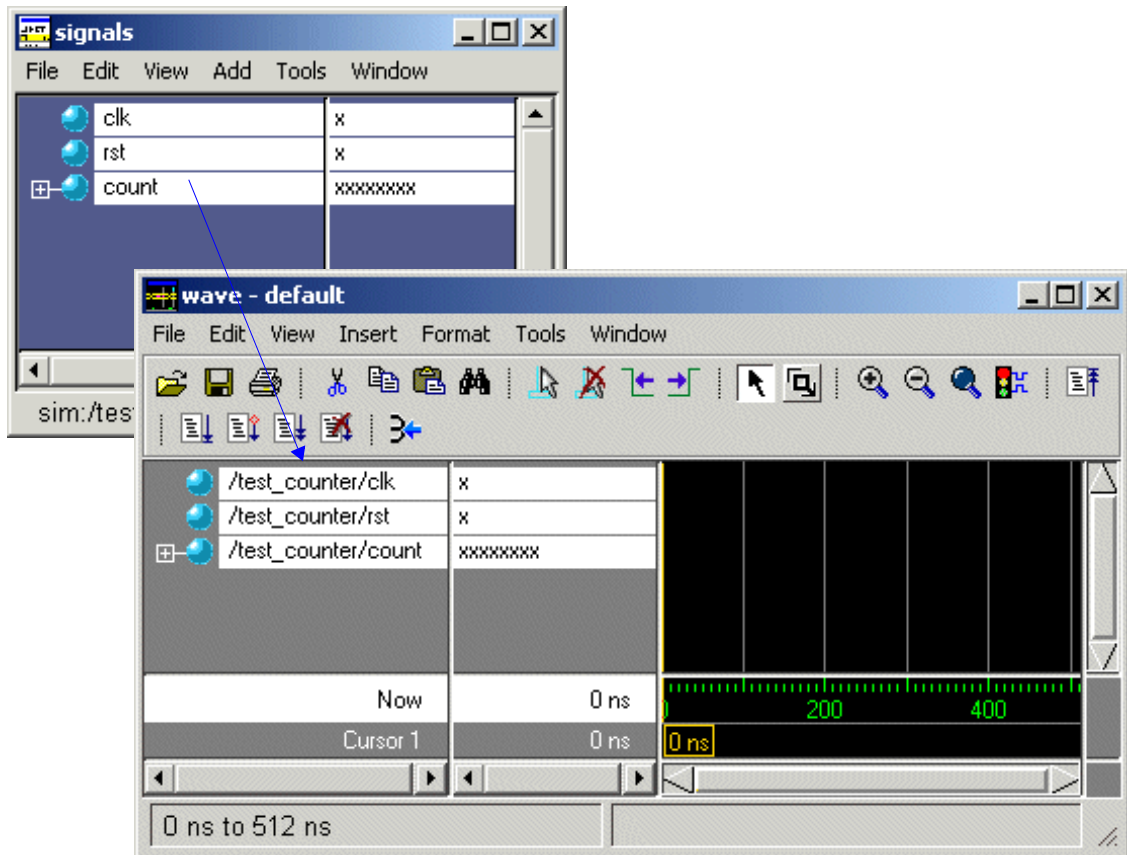 signals
File Edit View Add Tools Window
clk x
rst x
count xxxxxxxx
sim:/tes
wave - default
File Edit View Insert Format Tools Window
/test_counter/clk x
/test_counter/rst x
/test_counter/count xxxxxxxx
Now 0 ns
200 400
Cursor 1 0 ns 0 ns
0 ns to 512 ns